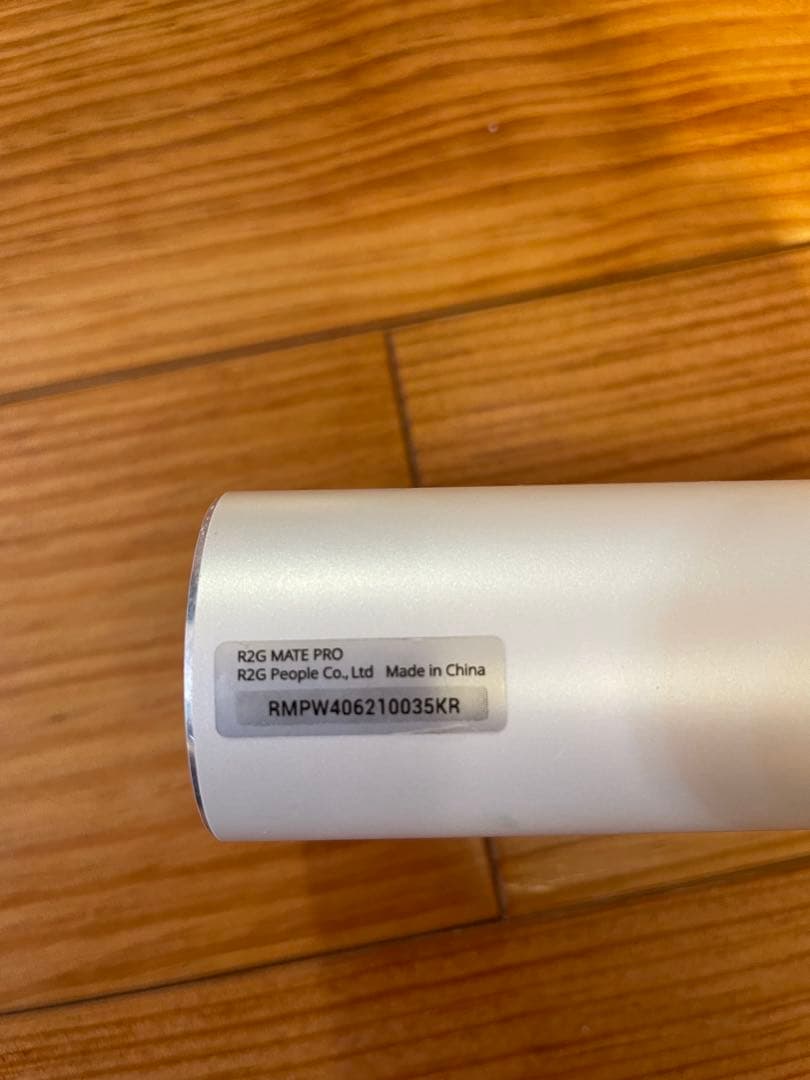 R2G MATE PRO
R2G People Co., Ltd Made in China
RMPW406210035KR